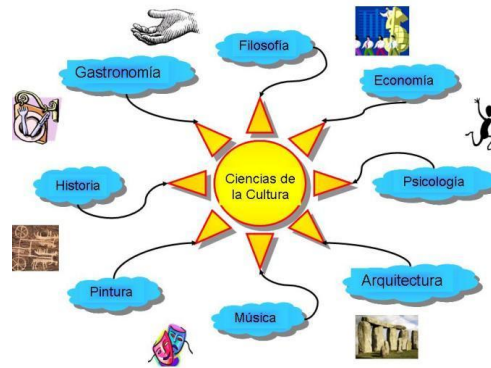 Filosofía
Gastronomía
Economía
Ciencias de
la Cultura
Historia
Psicología
Pintura
Arquitectura
Música